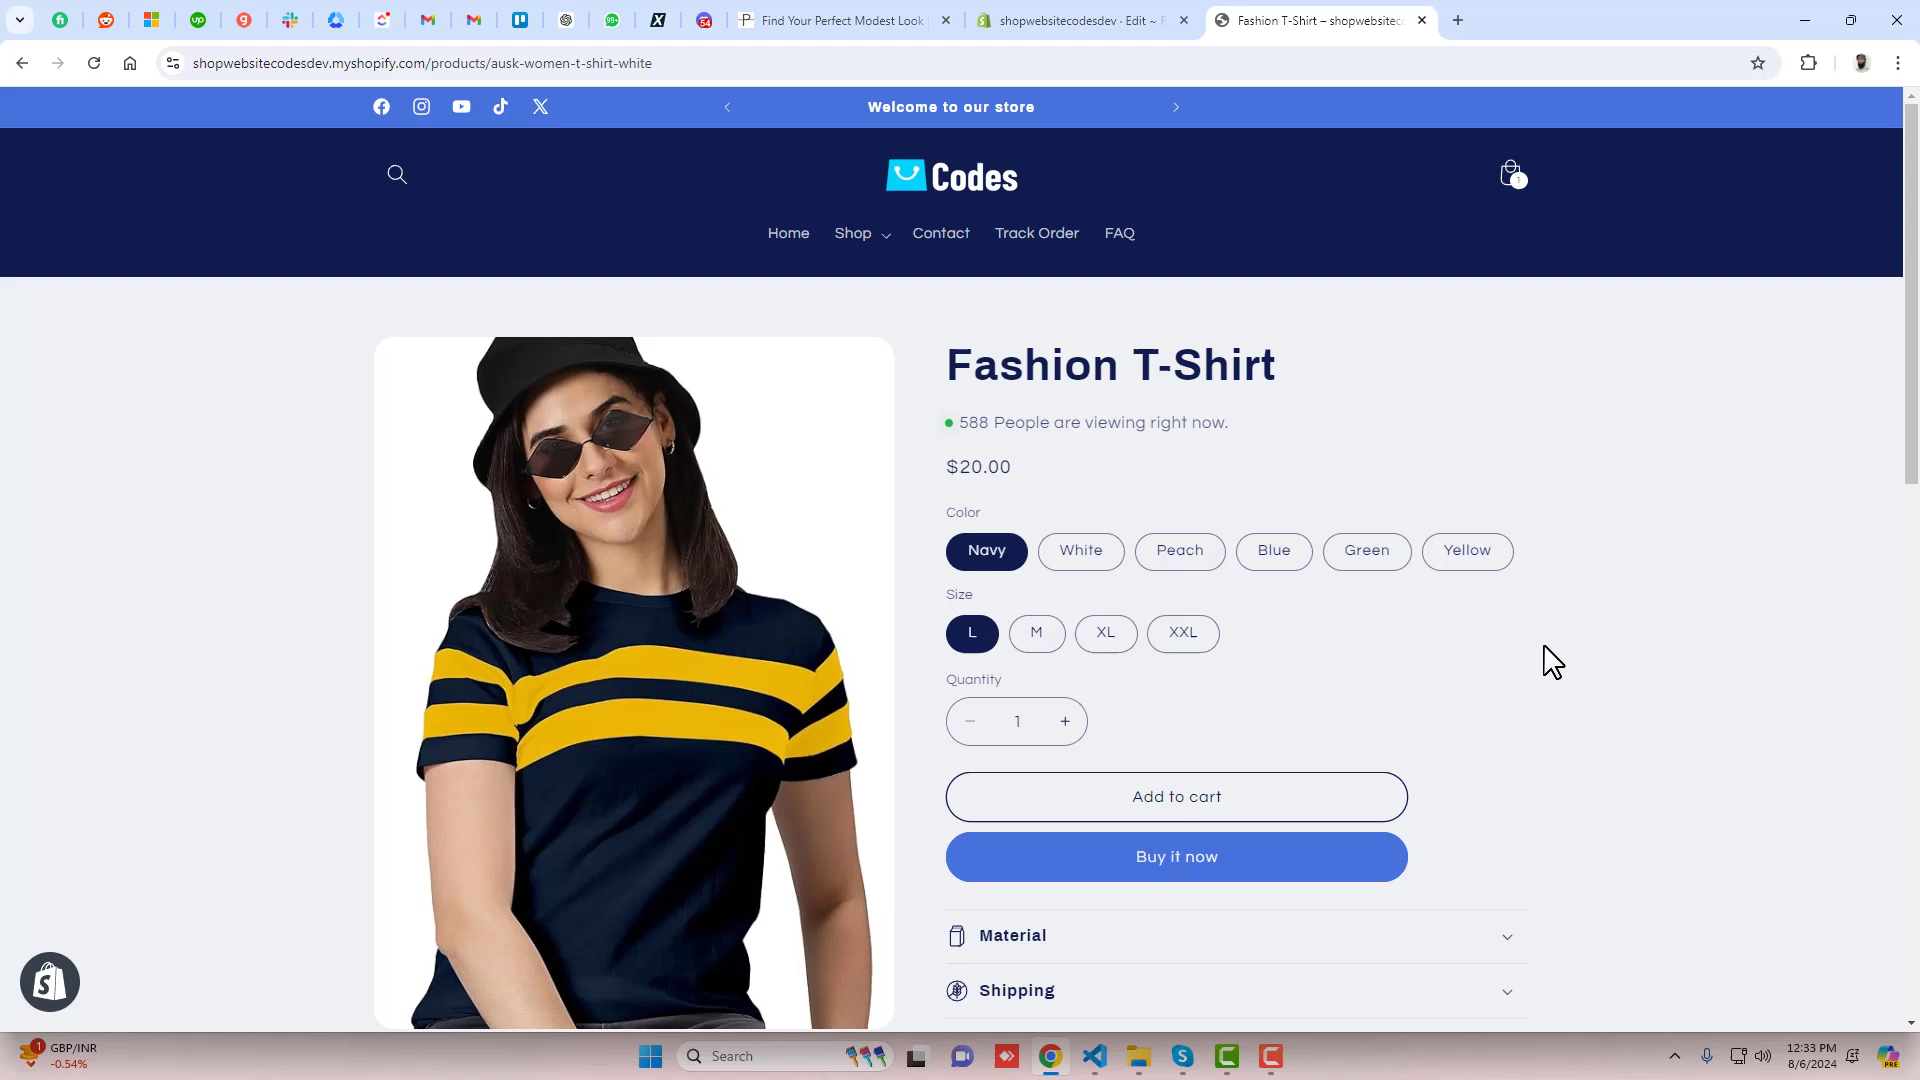 Find Your Perfect Modest Look
shopwebsitecodesdev · Edit ~
Fashion T-Shirt – shopwebsitec
shopwebsitecodesdev.myshopify.com/products/ausk-women-t-shirt-white
Welcome to our store
Codes
1
Home Shop Contact Track Order FAQ
Fashion T-Shirt
588 People are viewing right now.
$20.00
Color
Navy White Peach Blue Green Yellow
Size
L M XL XXL
Quantity
− 1 +
Add to cart
Buy it now
Material
Shipping
1 GBP/INR
-0.54%
Search
12:33 PM
8/6/2024
PRE